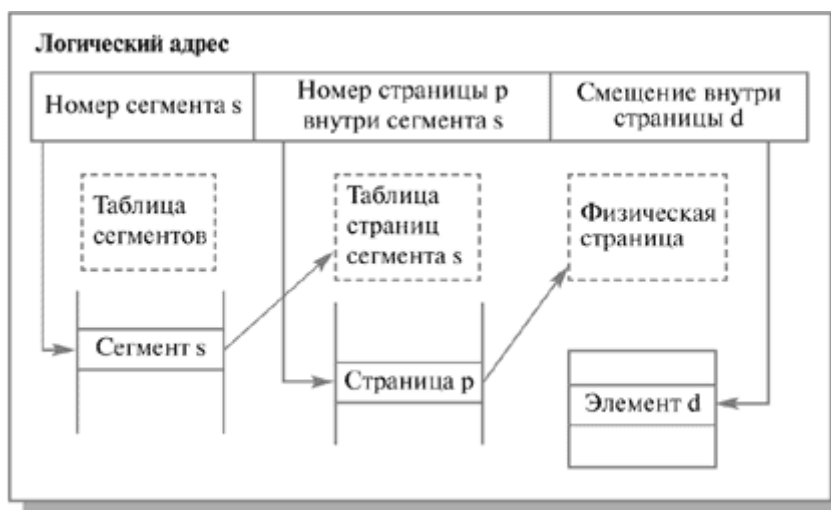 Логический адрес
Номер сегмента s
Номер страницы p
внутри сегмента s
Смещение внутри
страницы d
Таблица
сегментов
Таблица
страниц
сегмента s
Физическая
страница
Сегмент s
Страница p
Элемент d